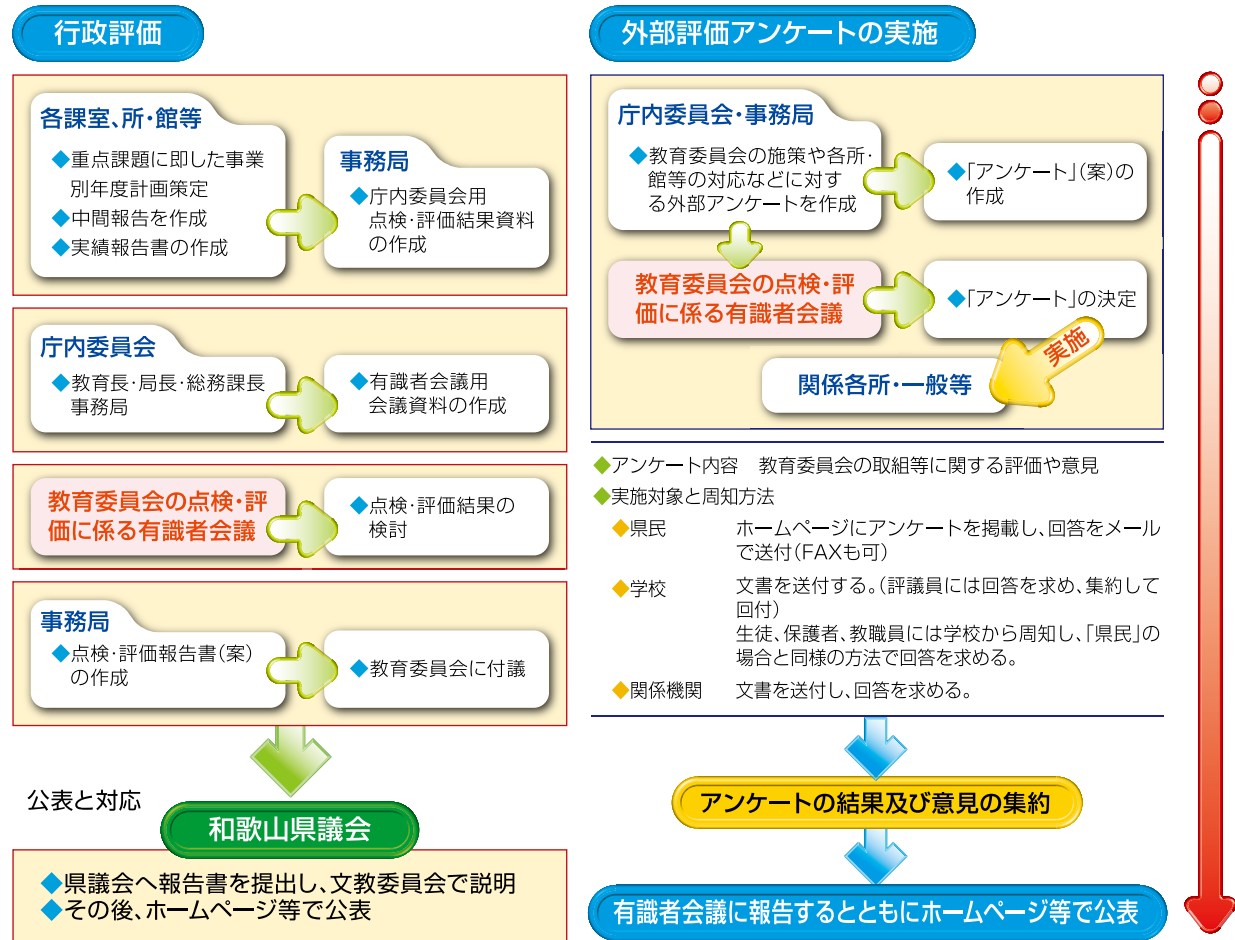 行政評価
各課室、所・館等
◆重点課題に即した事業
別年度計画策定
◆中間報告を作成
◆実績報告書の作成
事務局
◆庁内委員会用
点検・評価結果資料
の作成
庁内委員会
◆教育長・局長・総務課長
事務局
◆有識者会議用
会議資料の作成
教育委員会の点検・評
価に係る有識者会議
◆点検・評価結果の
検討
事務局
◆点検・評価報告書(案)
の作成
◆教育委員会に付議
公表と対応
和歌山県議会
◆県議会へ報告書を提出し、文教委員会で説明
◆その後、ホームページ等で公表
外部評価アンケートの実施
庁内委員会・事務局
◆教育委員会の施策や各所・
館等の対応などに対す
る外部アンケートを作成
◆「アンケート」(案)の
作成
教育委員会の点検・評
価に係る有識者会議
◆「アンケート」の決定
実施
関係各所・一般等
◆アンケート内容　教育委員会の取組等に関する評価や意見
◆実施対象と周知方法
◆県民　ホームページにアンケートを掲載し、回答をメール
で送付(FAXも可)
◆学校　文書を送付する。(評議員には回答を求め、集約して
回付)
生徒、保護者、教職員には学校から周知し、「県民」の
場合と同様の方法で回答を求める。
◆関係機関　文書を送付し、回答を求める。
アンケートの結果及び意見の集約
有識者会議に報告するとともにホームページ等で公表